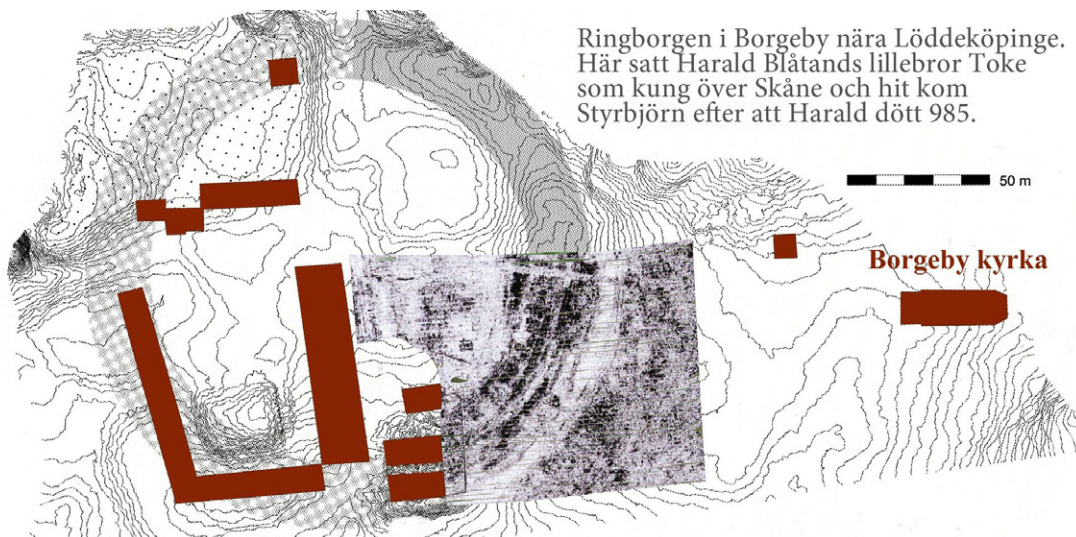 Ringborgen i Borgeby nära Löddeköpinge.
Här satt Harald Blåtands lillebror Toke
som kung över Skåne och hit kom
Styrbjörn efter att Harald dött 985.
50 m
Borgeby kyrka